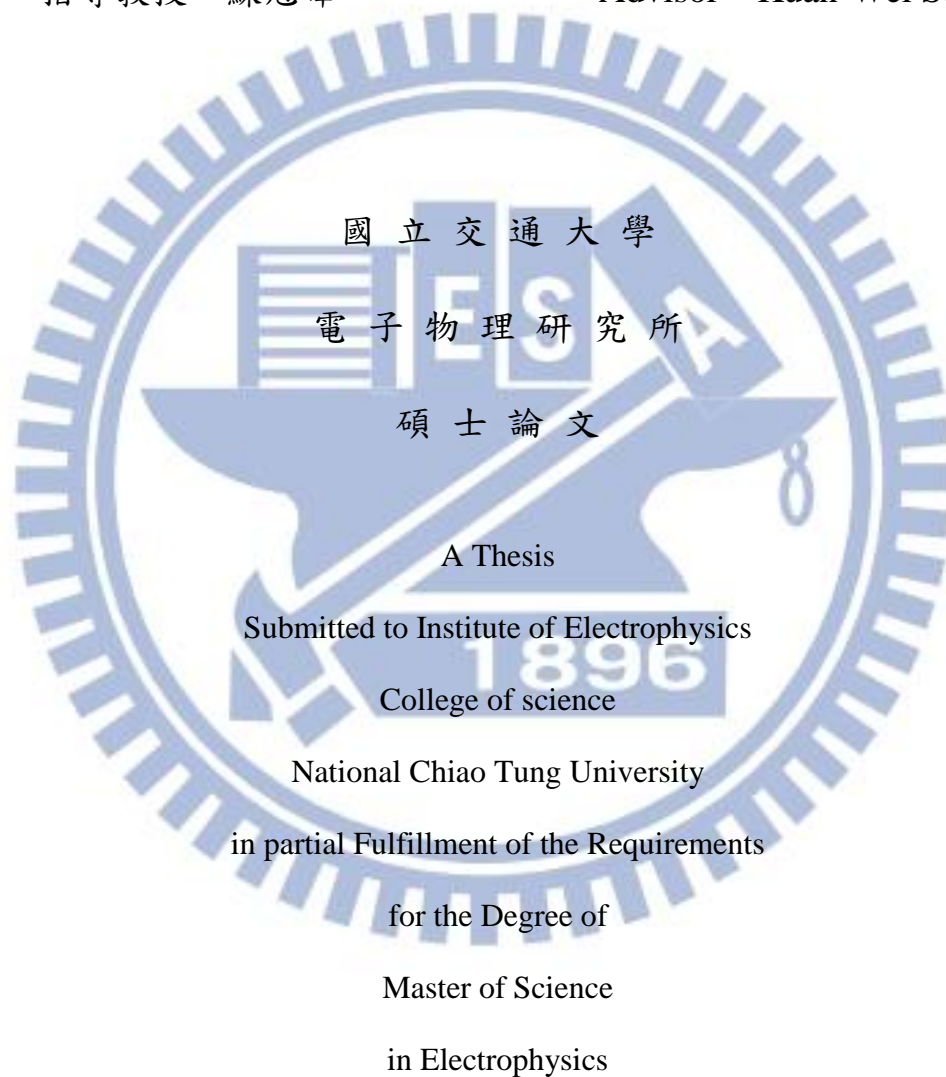 國 立 交 通 大 學
電 子 物 理 研 究 所
碩 士 論 文
E S A
A Thesis
Submitted to Institute of Electrophysics
1896
College of science
National Chiao Tung University
in partial Fulfillment of the Requirements
for the Degree of
Master of Science
in Electrophysics